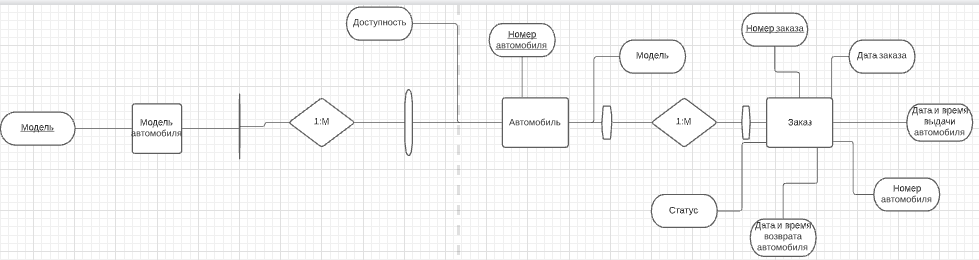 Доступность
Номер
автомобиля
Модель
Номер заказа
Дата заказа
Модель
Модель
автомобиля
1:М
Автомобиль
1:М
Заказ
Дата и время
выдачи
автомобиля
Статус
Дата и время
возврата
автомобиля
Номер
автомобиля